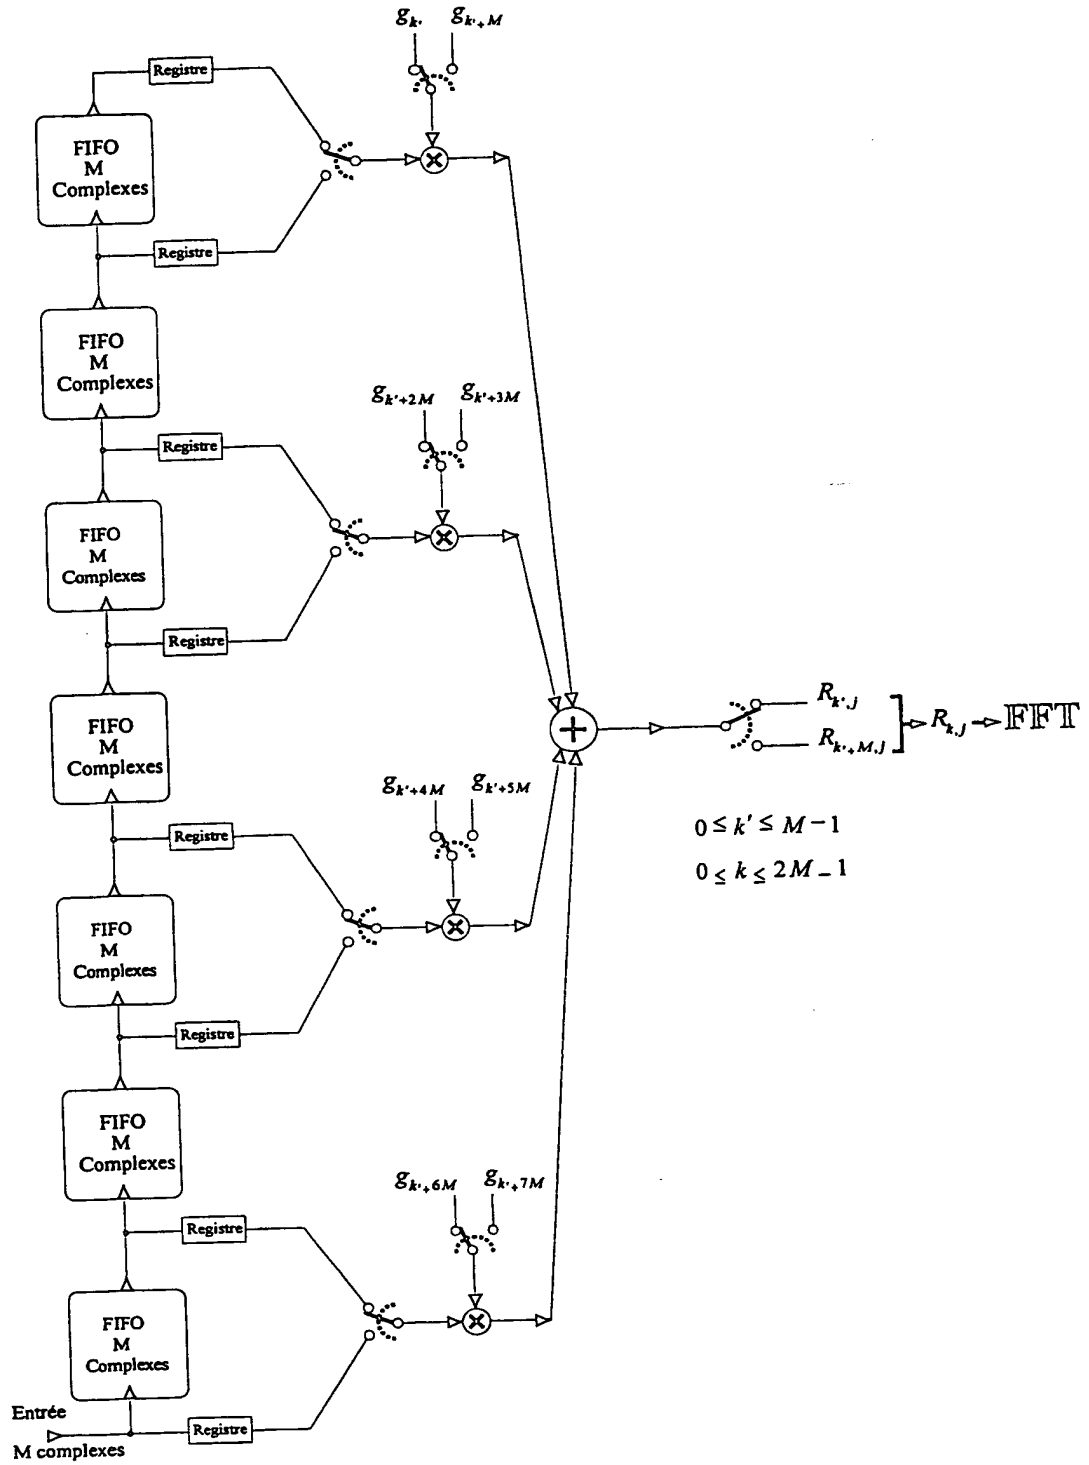 g_{k'} g_{k'+M}
Registre
FIFO
M
Complexes
Registre
FIFO
M
Complexes
g_{k'+2M} g_{k'+3M}
Registre
FIFO
M
Complexes
Registre
FIFO
M
Complexes
R_{k',j}
R_{k'+M,j}
R_{k,j} FFT
g_{k'+4M} g_{k'+5M}
0 ≤ k' ≤ M-1
0 ≤ k ≤ 2M-1
Registre
FIFO
M
Complexes
Registre
FIFO
M
Complexes
g_{k'+6M} g_{k'+7M}
Registre
FIFO
M
Complexes
Entrée
M complexes
Registre